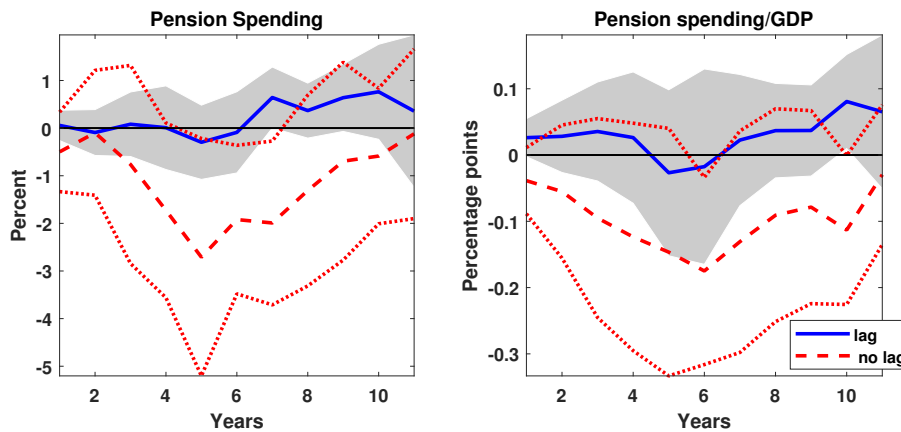 Pension Spending
Percent
1
0
-1
-2
-3
-4
-5
2 4 6 8 10
Years
Pension spending/GDP
Percentage points
0.1
0
-0.1
-0.2
-0.3
2 4 6 8 10
Years
lag
no lag